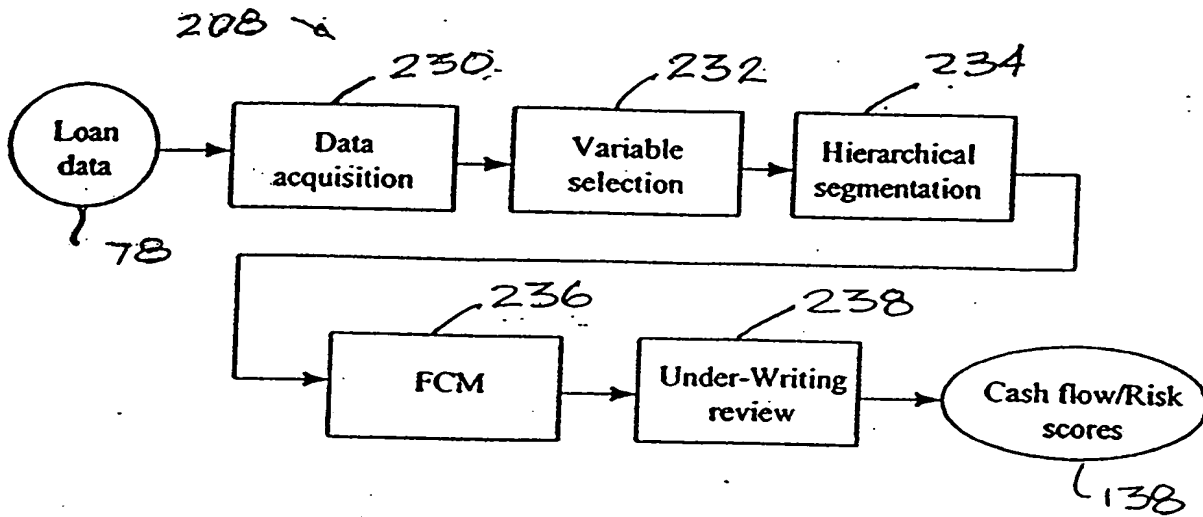 208
230
232
234
Loan
data
Data
acquisition
Variable
selection
Hierarchical
segmentation
78
236
238
FCM
Under-Writing
review
Cash flow/Risk
scores
138